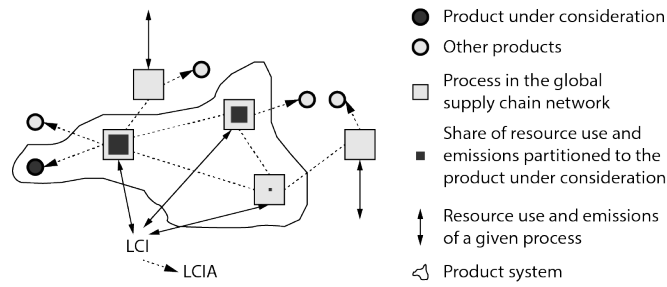 Product under consideration
Other products
Process in the global
supply chain network
Share of resource use and
emissions partitioned to the
product under consideration
Resource use and emissions
of a given process
Product system
LCI
LCIA